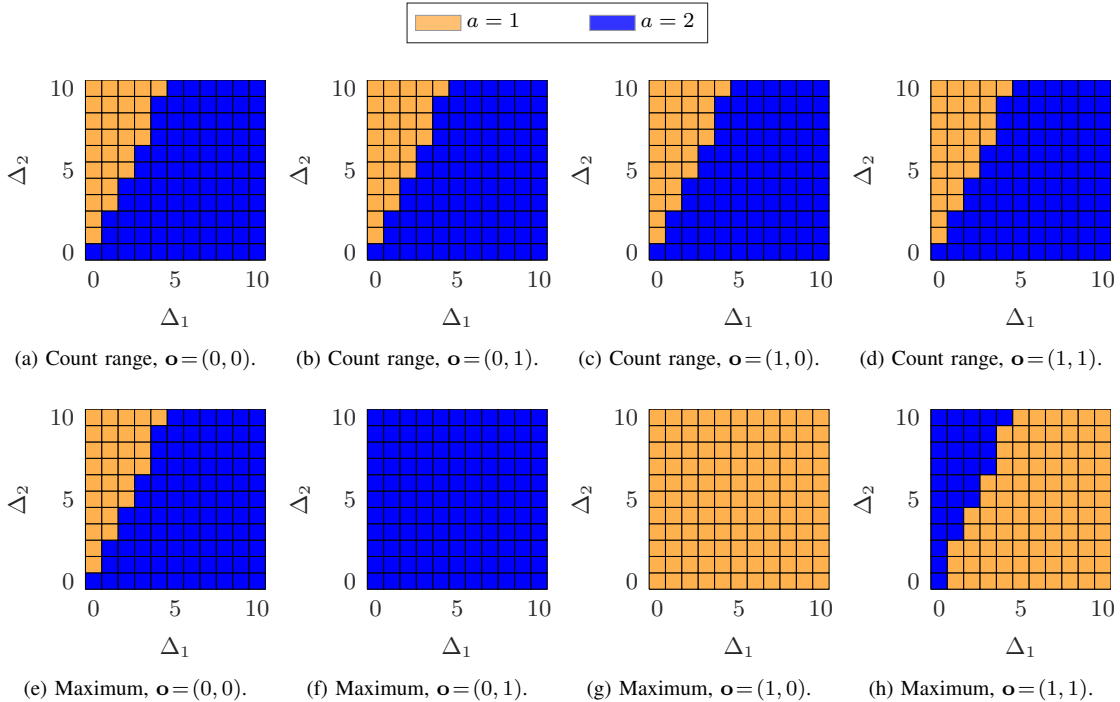 a = 1 a = 2
10 10 10 10
Δ2 Δ2 Δ2 Δ2
5 5 5 5
0 0 0 0
0 5 10 0 5 10 0 5 10 0 5 10
Δ1 Δ1 Δ1 Δ1
(a) Count range, o=(0, 0). (b) Count range, o=(0, 1). (c) Count range, o=(1, 0). (d) Count range, o=(1, 1).
10 10 10 10
Δ2 Δ2 Δ2 Δ2
5 5 5 5
0 0 0 0
0 5 10 0 5 10 0 5 10 0 5 10
Δ1 Δ1 Δ1 Δ1
(e) Maximum, o=(0, 0). (f) Maximum, o=(0, 1). (g) Maximum, o=(1, 0). (h) Maximum, o=(1, 1).